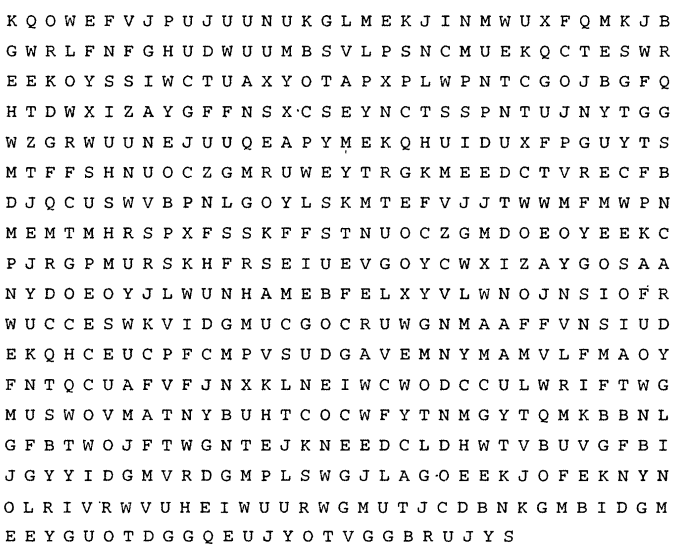 K Q O W E F V J P U J U U N U K G L M E K J I N M W U X F Q M K J B
G W R L F N F G H U D W U U M B S V L P S N C M U E K Q C T E S W R
E E K O Y S S I W C T U A X Y O T A P X P L W P N T C G O J B G F Q
H T D W X I Z A Y G F F N S X C S E Y N C T S S P N T U J N Y T G G
W Z G R W U U N E J U U Q E A P Y M E K Q H U I D U X F P G U Y T S
M T F F S H N U O C Z G M R U W E Y T R G K M E E D C T V R E C F B
D J Q C U S W V B P N L G O Y L S K M T E F V J J T W W M F M W P N
M E M T M H R S P X F S S K F F S T N U O C Z G M D O E O Y E E K C
P J R G P M U R S K H F R S E I U E V G O Y C W X I Z A Y G O S A A
N Y D O E O Y J L W U N H A M E B F E L X Y V L W N O J N S I O F R
W U C C E S W K V I D G M U C G O C R U W G N M A A F F V N S I U D
E K Q H C E U C P F C M P V S U D G A V E M N Y M A M V L F M A O Y
F N T Q C U A F V F J N X K L N E I W C W O D C C U L W R I F T W G
M U S W O V M A T N Y B U H T C O C W F Y T N M G Y T Q M K B B N L
G F B T W O J F T W G N T E J K N E E D C L D H W T V B U V G F B I
J G Y Y I D G M V R D G M P L S W G J L A G O E E K J O F E K N Y N
O L R I V R W V U H E I W U U R W G M U T J C D B N K G M B I D G M
E E Y G U O T D G G Q E U J Y O T V G G B R U J Y S